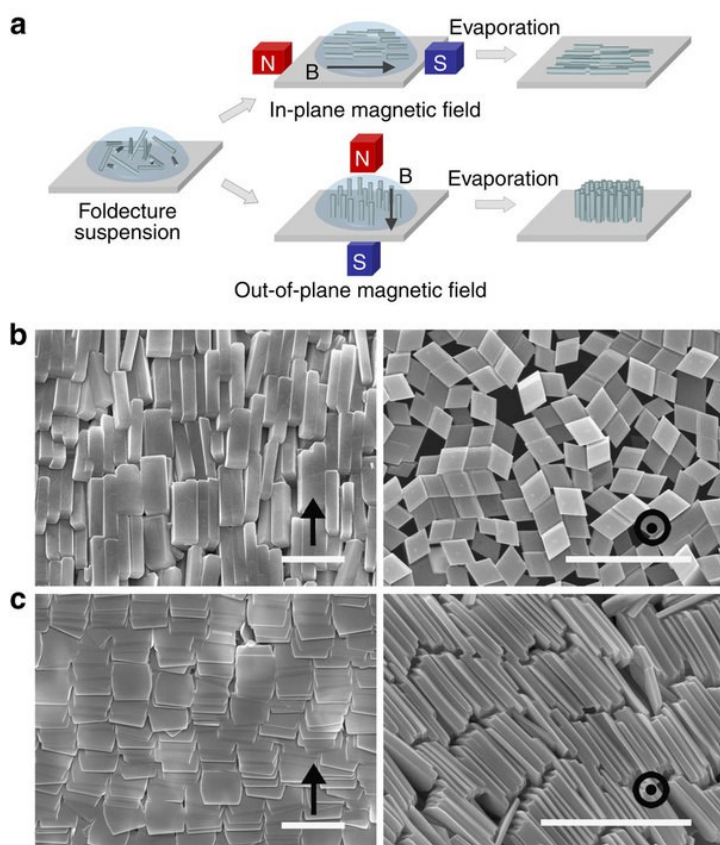 a
Evaporation
N
B
S
In-plane magnetic field
N
B
Evaporation
Foldecture
suspension
S
Out-of-plane magnetic field
b
c